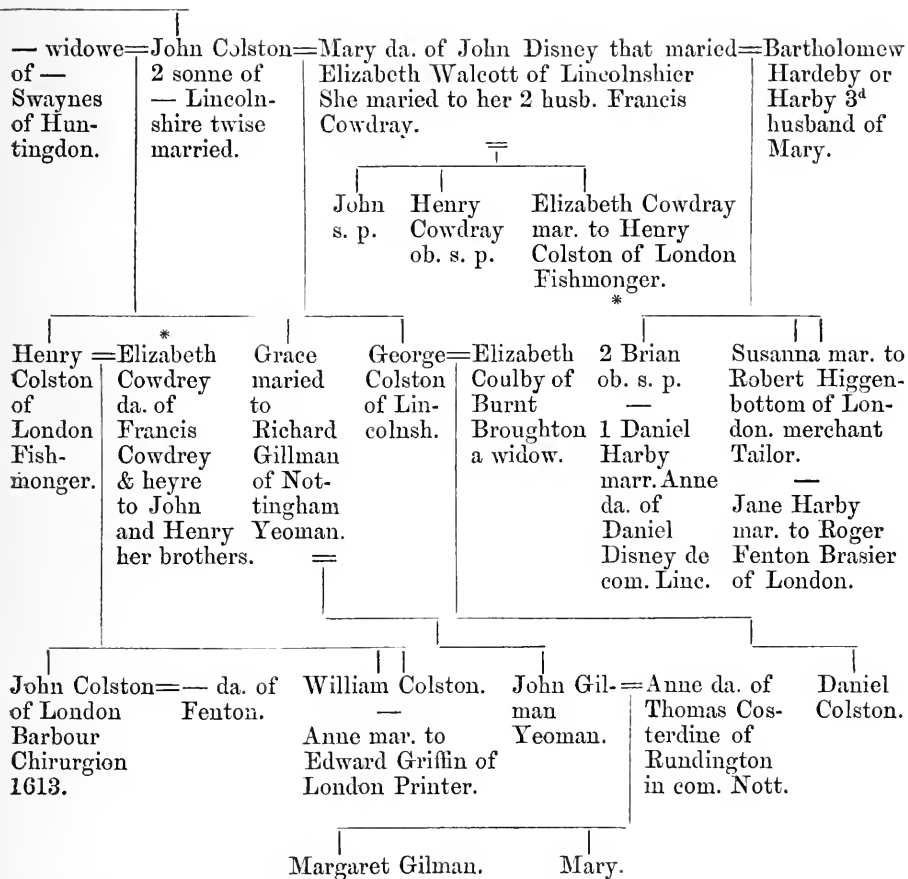 — widowe=John Colston=Mary da. of John Disney that maried=Bartholomew
of —
Swaynes
of Hun-
tingdon.
2 sonne of
— Lincoln-
shire twise
married.
Elizabeth Walcott of Lincolnshier
She maried to her 2 husb. Francis
Cowdray.
Hardeby or
Harby 3d
husband of
Mary.
=
John
s. p.
Henry
Cowdray
ob. s. p.
Elizabeth Cowdray
mar. to Henry
Colston of London
Fishmonger.
*
Henry
Colston
of
London
Fish-
monger.
=
*
Elizabeth
Cowdrey
da. of
Francis
Cowdrey
& heyre
to John
and Henry
her brothers.
Grace
maried
to
Richard
Gillman
of Not-
tingham
Yeoman.
=
George=
Colston
of Lin-
colnsh.
Elizabeth
Coulby of
Burnt
Broughton
a widow.
2 Brian
ob. s. p.
—
1 Daniel
Harby
marr. Anne
da. of
Daniel
Disney de
com. Linc.
Susanna mar. to
Robert Higgen-
bottom of Lon-
don. merchant
Tailor.
—
Jane Harby
mar. to Roger
Fenton Brasier
of London.
John Colston=— da. of
of London
Barbour
Chirurgion
1613.
Fenton.
William Colston.
—
Anne mar. to
Edward Griffin of
London Printer.
John Gil-=
man
Yeoman.
Anne da. of
Thomas Cos-
terdine of
Rundington
in com. Nott.
Daniel
Colston.
Margaret Gilman.
Mary.